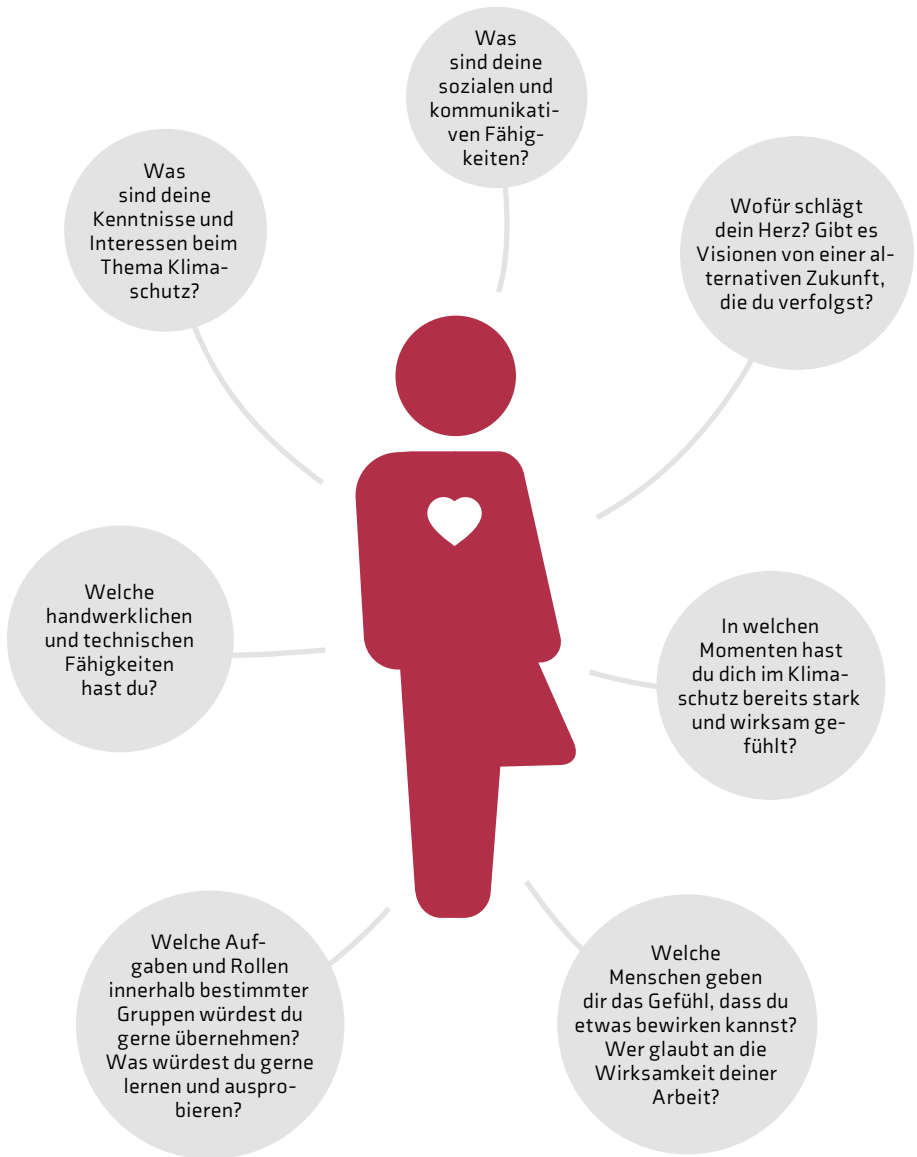 Was
sind deine
sozialen und
kommunikati-
ven Fähig-
keiten?
Was
sind deine
Kenntnisse und
Interessen beim
Thema Klima-
schutz?
Wofür schlägt
dein Herz? Gibt es
Visionen von einer al-
ternativen Zukunft,
die du verfolgst?
Welche
handwerklichen
und technischen
Fähigkeiten
hast du?
In welchen
Momenten hast
du dich im Klima-
schutz bereits stark
und wirksam ge-
fühlt?
Welche Auf-
gaben und Rollen
innerhalb bestimmter
Gruppen würdest du
gerne übernehmen?
Was würdest du gerne
lernen und auspro-
bieren?
Welche
Menschen geben
dir das Gefühl, dass du
etwas bewirken kannst?
Wer glaubt an die
Wirksamkeit deiner
Arbeit?